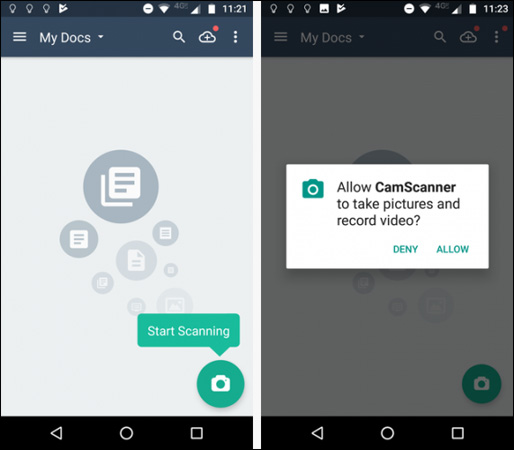 4G 11:21
My Docs
Start Scanning
4G 11:23
My Docs
Allow CamScanner
to take pictures and
record video?
DENY ALLOW